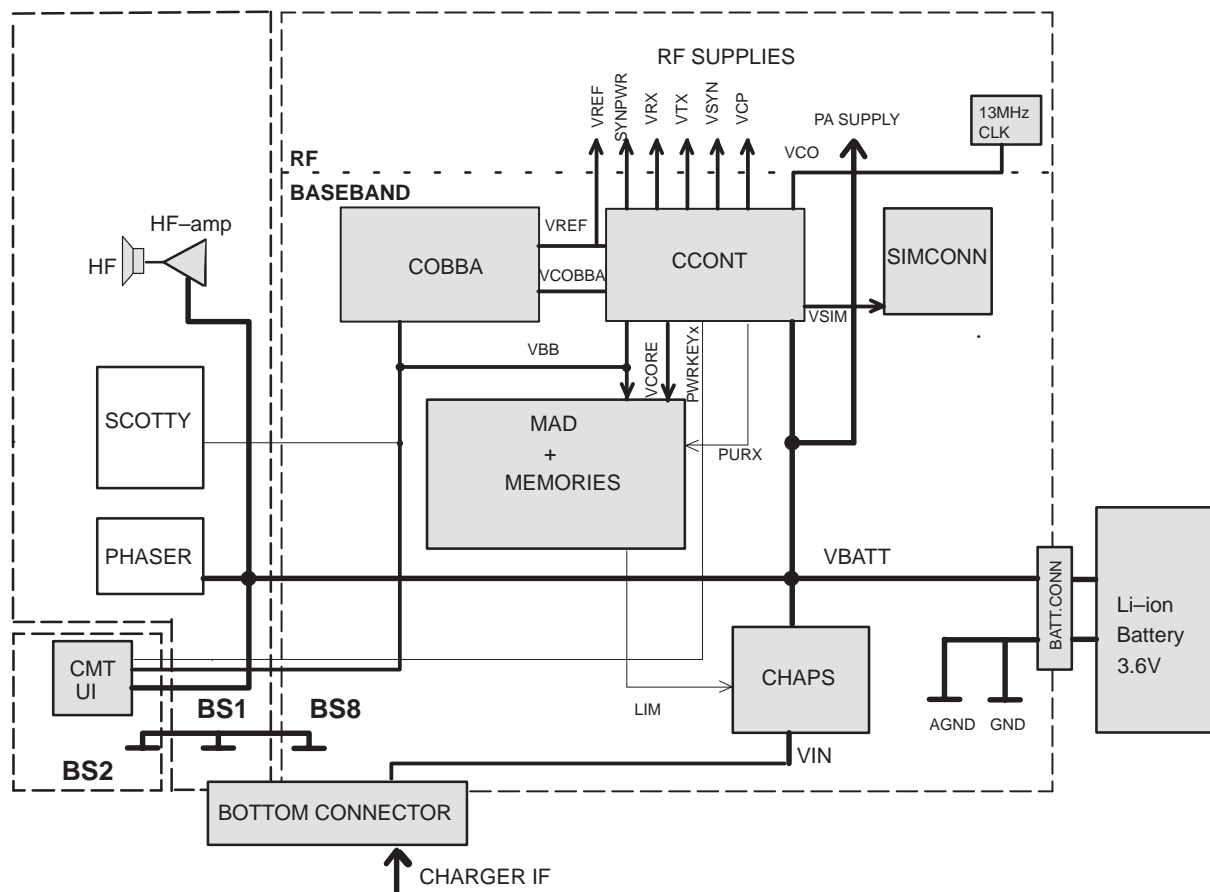 RF SUPPLIES
VREF
SYNPWR
VRX
VTX
VSYN
VCP
PA SUPPLY
13MHz
CLK
VCO
RF
BASEBAND
HF–amp
HF
COBBA
VREF
VCOBBA
CCONT
SIMCONN
VSIM
VBB
VCORE
PWRKEYx
SCOTTY
MAD
+
MEMORIES
PURX
PHASER
VBATT
BATT.CONN
Li–ion
Battery
3.6V
CMT
UI
CHAPS
LIM
AGND
GND
BS1
BS8
BS2
VIN
BOTTOM CONNECTOR
CHARGER IF